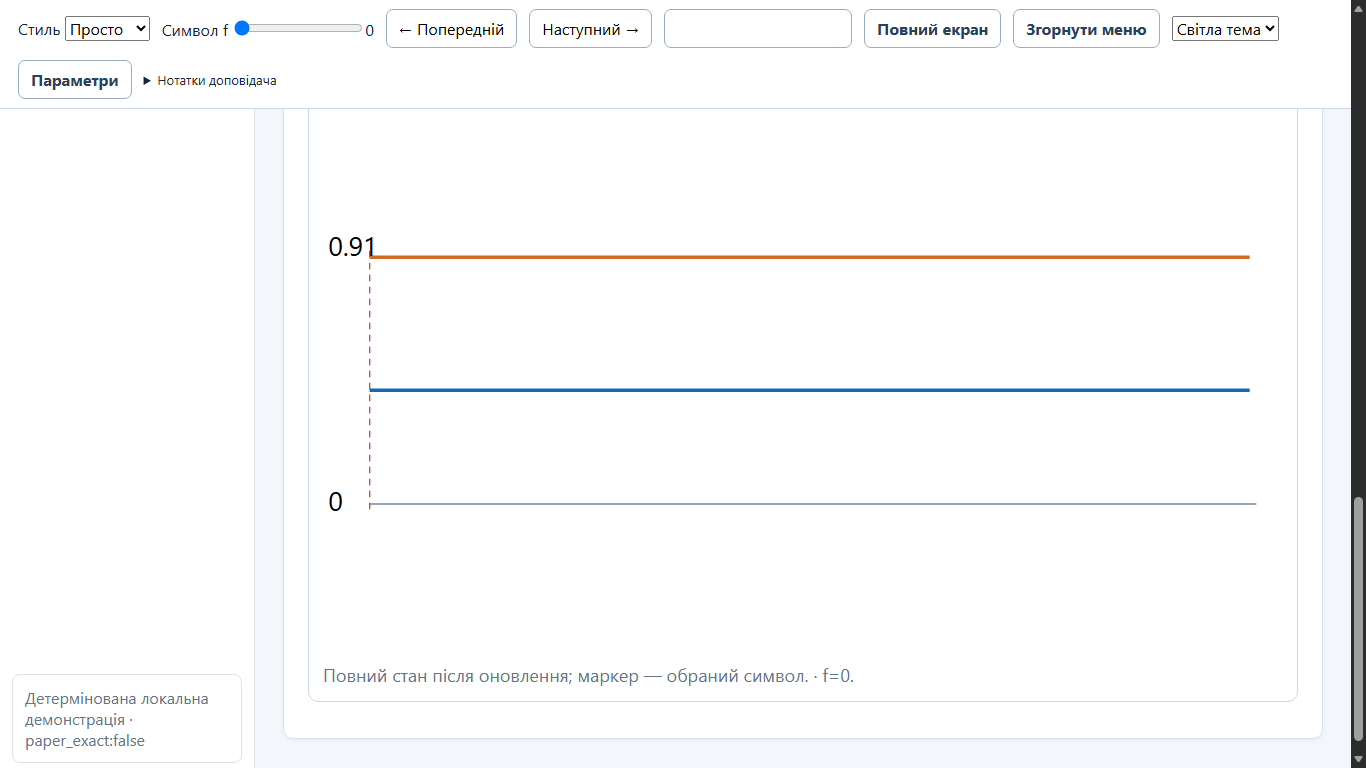 Стиль Просто Символ f 0 ← Попередній Наступний → Повний екран Згорнути меню Світла тема
Параметри ▶ Нотатки доповідача
0.91
0
Повний стан після оновлення; маркер — обраний символ. · f=0.
Детермінована локальна
демонстрація ·
paper_exact:false